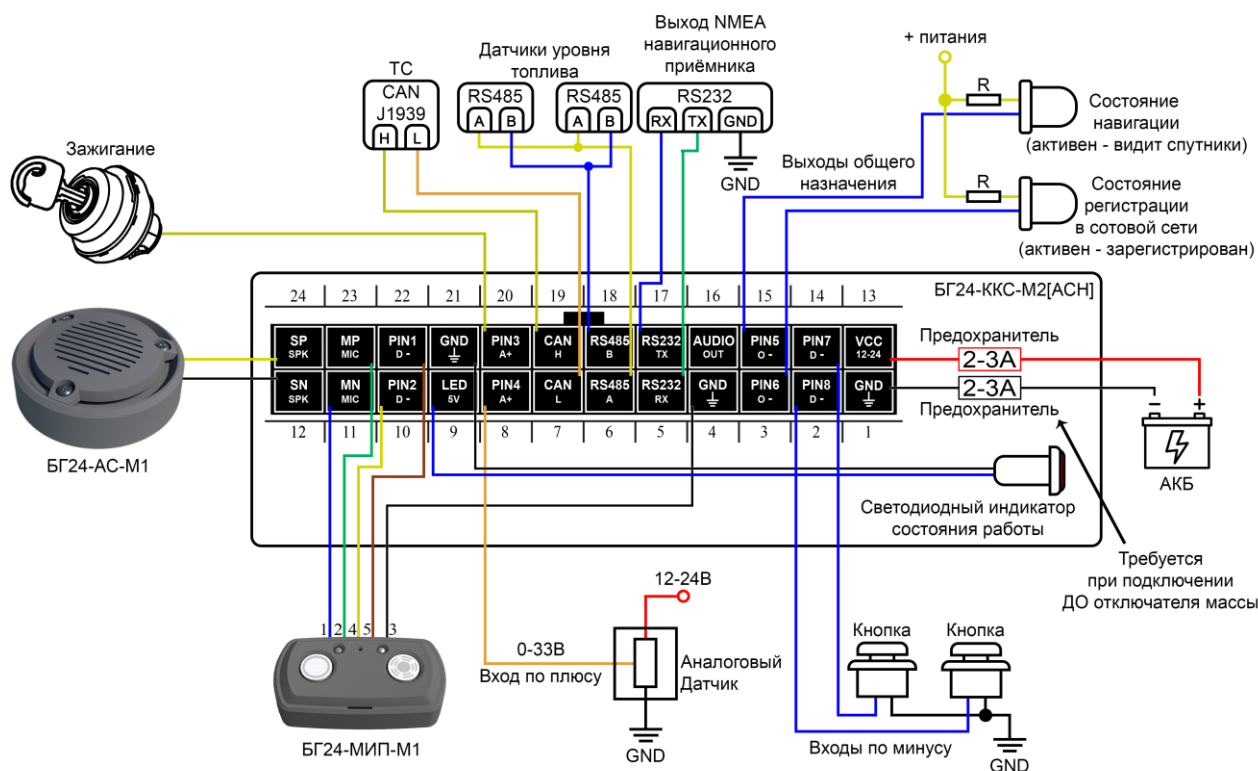 Выход NMEA
навигационного
приёмника
Датчики уровня
топлива
ТС
CAN
J1939
H L
RS485
A B
RS485
A B
RS232
RX TX GND
GND
+ питания
R
Состояние
навигации
(активен - видит спутники)
Выходы общего
назначения
R
Состояние
регистрации
в сотовой сети
(активен - зарегистрирован)
Зажигание
БГ24-ККС-М2[АСН]
24 23 22 21 20 19 18 17 16 15 14 13
SP MP PIN1 GND PIN3 CAN RS485 RS232 AUDIO PIN5 PIN7 VCC
SPK MIC D - A+ H B TX OUT O - D - 12-24
SN MN PIN2 LED PIN4 CAN RS485 RS232 GND PIN6 PIN8 GND
SPK MIC D - 5V A+ L A RX O - D -
12 11 10 9 8 7 6 5 4 3 2 1
Предохранитель
2-3А
2-3А
Предохранитель
− +
АКБ
БГ24-АС-М1
Светодиодный индикатор
состояния работы
Требуется
при подключении
ДО отключателя массы
1 2 4 5 3
БГ24-МИП-М1
12-24В
0-33В
Вход по плюсу
Аналоговый
Датчик
GND
Кнопка
Кнопка
Входы по минусу
GND